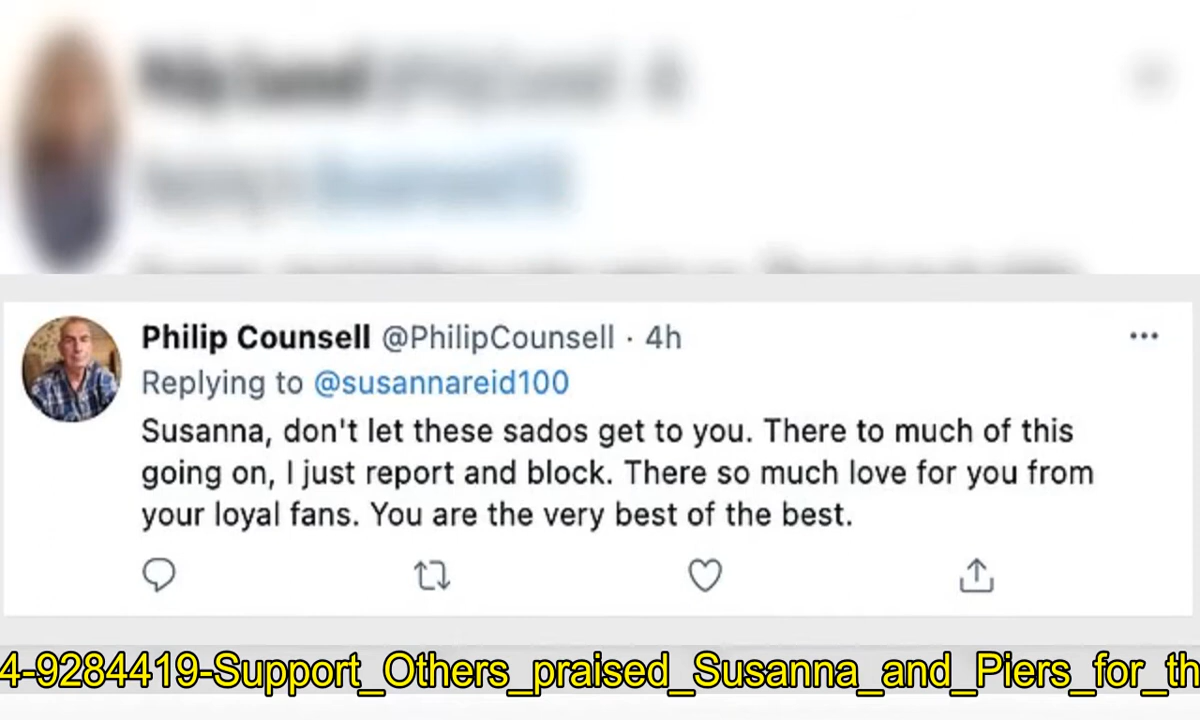 Philip Counsell @PhilipCounsell · 4h
Replying to @susannareid100
Susanna, don't let these sados get to you. There to much of this
going on, I just report and block. There so much love for you from
your loyal fans. You are the very best of the best.
4-9284419-Support_Others_praised_Susanna_and_Piers_for_th